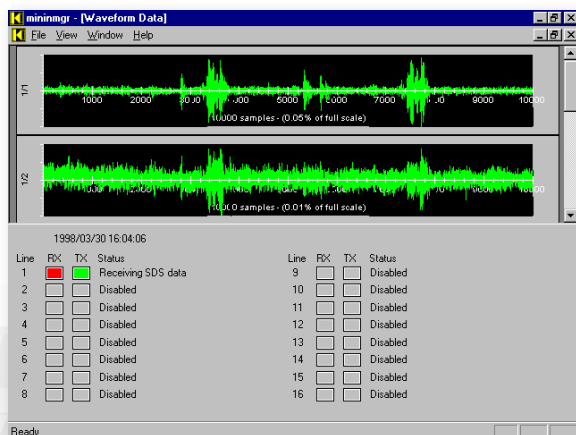 mininmgr - [Waveform Data]
File View Window Help
1/1
1000 2000 3000 5000 6000 7000 9000 10000
10000 samples - (0.05% of full scale)
1/2
10000 samples - (0.01% of full scale)
1998/03/30 16:04:06
Line RX TX Status Line RX TX Status
1 Receiving SDS data 9 Disabled
2 Disabled 10 Disabled
3 Disabled 11 Disabled
4 Disabled 12 Disabled
5 Disabled 13 Disabled
6 Disabled 14 Disabled
7 Disabled 15 Disabled
8 Disabled 16 Disabled
Ready